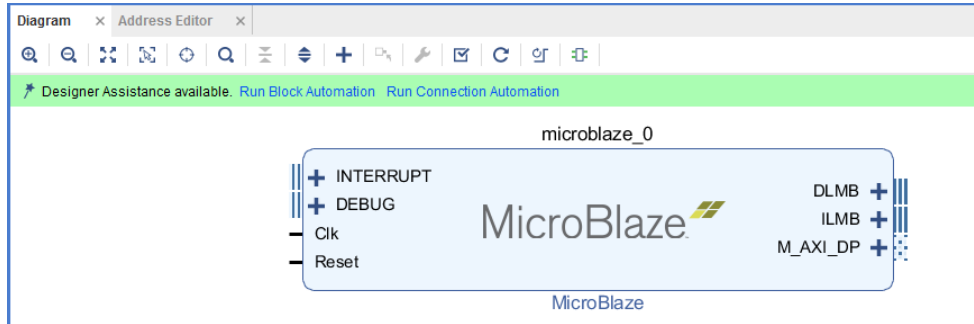 Diagram × Address Editor ×
Designer Assistance available. Run Block Automation Run Connection Automation
microblaze_0
INTERRUPT
DEBUG
Clk
Reset
MicroBlaze
DLMB
ILMB
M_AXI_DP
MicroBlaze